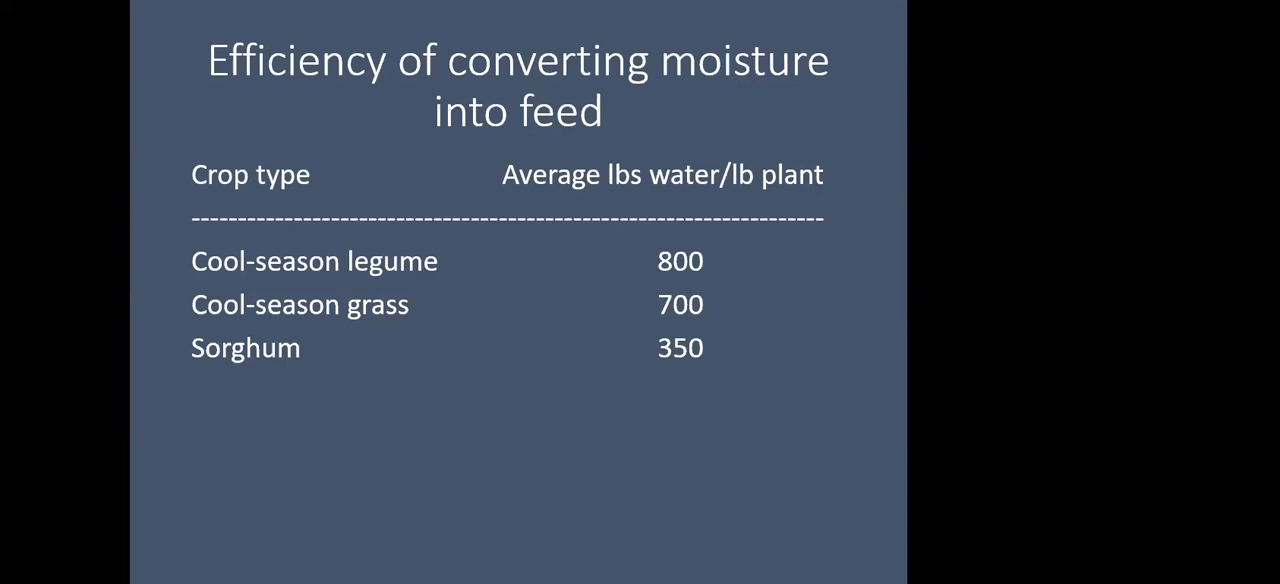 Efficiency of converting moisture
into feed
Crop type Average lbs water/lb plant
--------------------------------------------------------------------
Cool-season legume 800
Cool-season grass 700
Sorghum 350